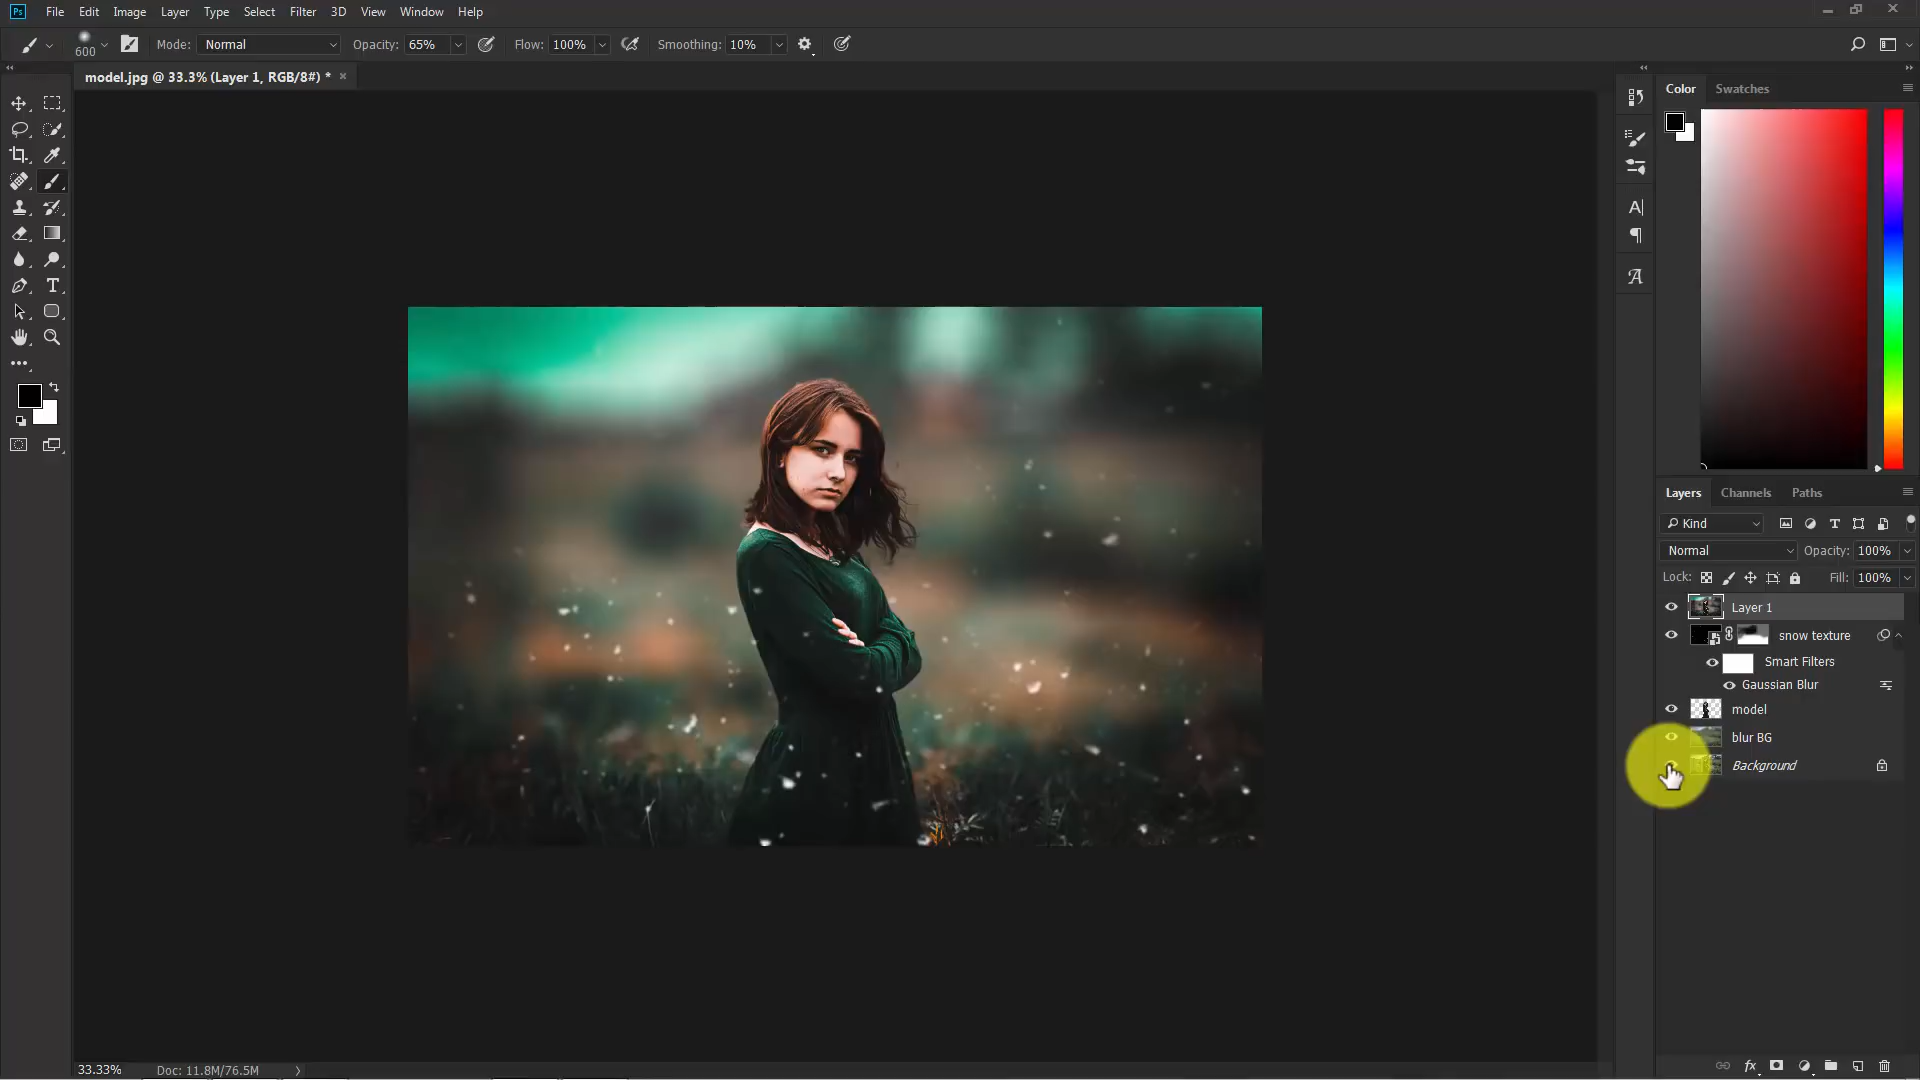 Ps File Edit Image Layer Type Select Filter 3D View Window Help
600 Mode: Normal Opacity: 65% Flow: 100% Smoothing: 10%
model.jpg @ 33.3% (Layer 1, RGB/8#) *
Color Swatches
Layers Channels Paths
Kind
Normal Opacity: 100%
Lock: Fill: 100%
Layer 1
snow texture
Smart Filters
Gaussian Blur
model
blur BG
Background
33.33% Doc: 11.8M/76.5M